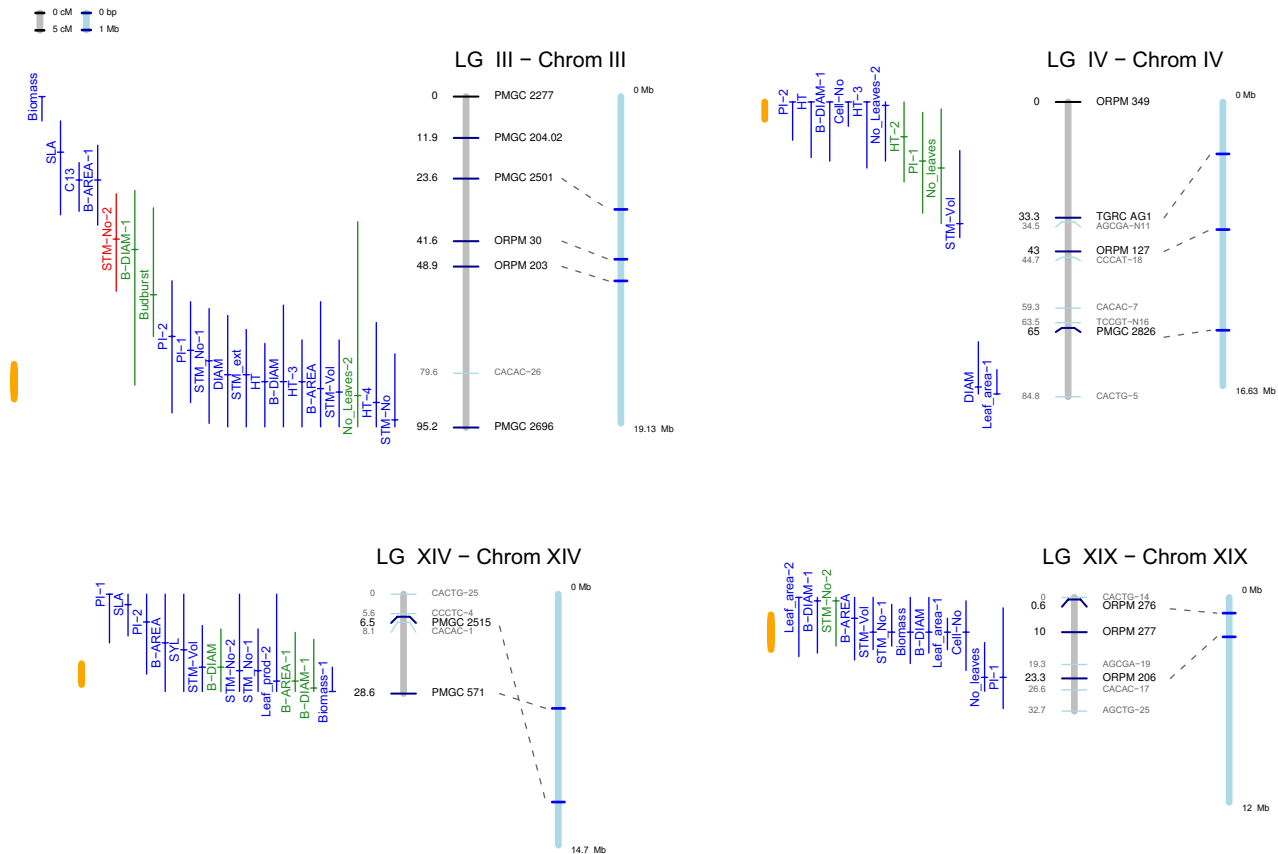 0 cM
0 bp
5 cM
1 Mb
LG III − Chrom III
Biomass
SLA
C13
B−AREA−1
STM−No−2
B−DIAM−1
Budburst
PI−2
PI−1
STM_No−1
DIAM
STM_ext
HT
B−DIAM
HT−3
B−AREA
STM−Vol
No_Leaves−2
HT−4
STM−No
0 PMGC 2277
11.9 PMGC 204.02
23.6 PMGC 2501
41.6 ORPM 30
48.9 ORPM 203
79.6 CACAC−26
95.2 PMGC 2696
0 Mb
19.13 Mb
LG IV − Chrom IV
PI−2
HT
B−DIAM−1
Cell−No
HT−3
No_Leaves−2
HT−2
PI−1
No_leaves
STM−Vol
DIAM
Leaf_area−1
0 ORPM 349
33.3 TGRC AG1
34.5 AGCGA−N11
43 ORPM 127
44.7 CCCAT−18
59.3 CACAC−7
63.5 TCCGT−N16
65 PMGC 2826
84.8 CACTG−5
0 Mb
16.63 Mb
LG XIV − Chrom XIV
PI−1
SLA
PI−2
B−AREA
SYL
STM−Vol
B−DIAM
STM−No−2
STM_No−1
Leaf_prod−2
B−AREA−1
B−DIAM−1
Biomass−1
0 CACTG−25
5.6 CCCTC−4
6.5 PMGC 2515
8.1 CACAC−1
28.6 PMGC 571
0 Mb
14.7 Mb
LG XIX − Chrom XIX
Leaf_area−2
B−DIAM−1
STM−No−2
B−AREA
STM−Vol
STM_No−1
Biomass
B−DIAM
Leaf_area−1
Cell−No
No_leaves
PI−1
0 CACTG−14
0.6 ORPM 276
10 ORPM 277
19.3 AGCGA−19
23.3 ORPM 206
26.6 CACAC−17
32.7 AGCTG−25
0 Mb
12 Mb